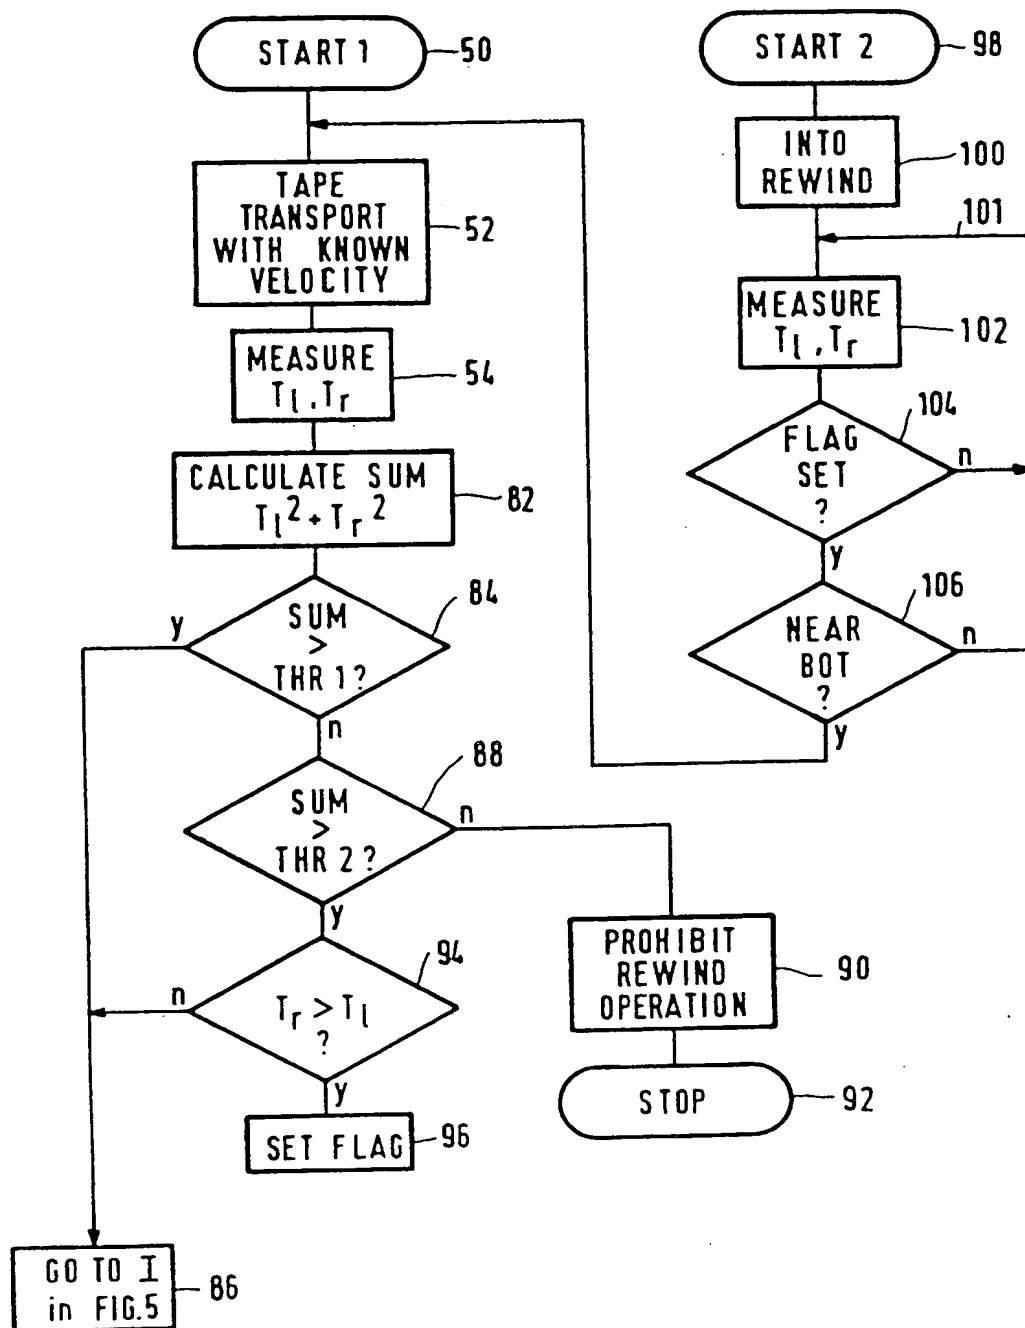 START 1
50
TAPE
TRANSPORT
WITH KNOWN
VELOCITY
52
MEASURE
Tl, Tr
54
CALCULATE SUM
Tl² + Tr²
82
SUM
>
THR 1 ?
84
y
n
SUM
>
THR 2 ?
88
n
y
PROHIBIT
REWIND
OPERATION
90
STOP
92
Tr > Tl
?
94
n
y
SET FLAG
96
GO TO I
in FIG.5
86
START 2
98
INTO
REWIND
100
101
MEASURE
Tl, Tr
102
FLAG
SET
?
104
n
y
NEAR
BOT
?
106
n
y